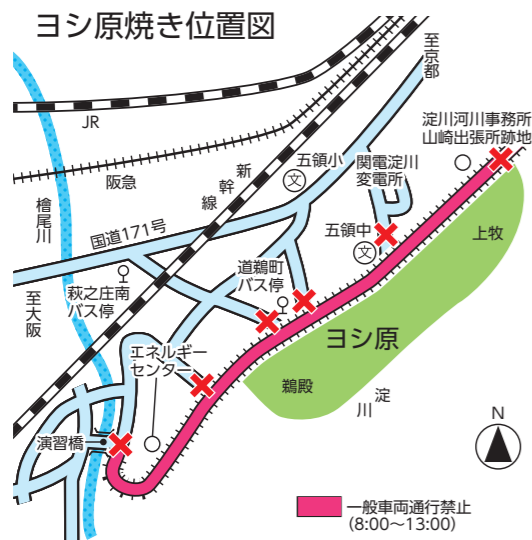 ヨシ原焼き位置図
至京都
淀川河川事務所
山崎出張所跡地
JR
新幹線
五領小
文
関電淀川
変電所
阪急
檜尾川
国道171号
五領中
文
上牧
道鵜町
バス停
至大阪
萩之庄南
バス停
ヨシ原
エネルギー
センター
鵜殿
淀川
演習橋
N
一般車両通行禁止
(8:00〜13:00)